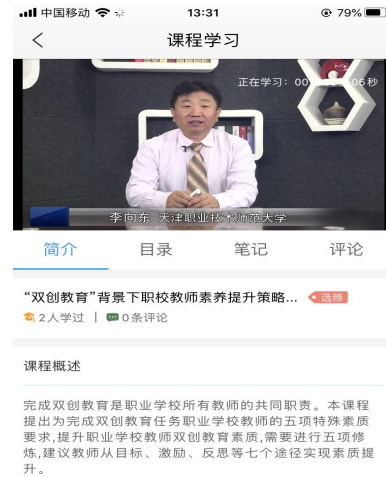 中国移动 13:31 79%
课程学习
正在学习: 00 06秒
李向东 天津职业技术师范大学
简介 目录 笔记 评论
“双创教育”背景下职校教师素养提升策略... 选修
2人学过 | 0条评论
课程概述
完成双创教育是职业学校所有教师的共同职责。本课程
提出为完成双创教育任务职业学校教师的五项特殊素质
要求,提升职业学校教师双创教育素质,需要进行五项修
炼,建议教师从目标、激励、反思等七个途径实现素质提
升。